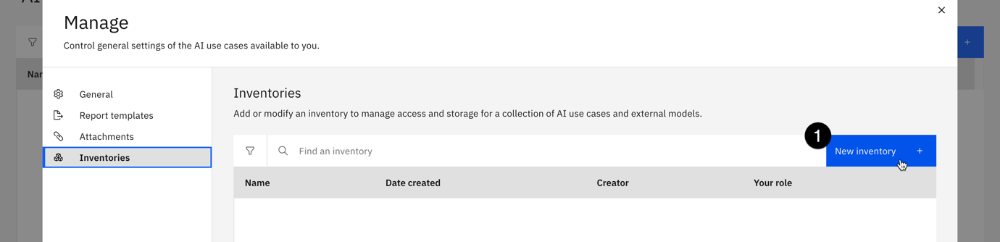 Manage
Control general settings of the AI use cases available to you.
Nar
General
Report templates
Attachments
Inventories
Inventories
Add or modify an inventory to manage access and storage for a collection of AI use cases and external models.
1
Find an inventory
New inventory +
Name Date created Creator Your role